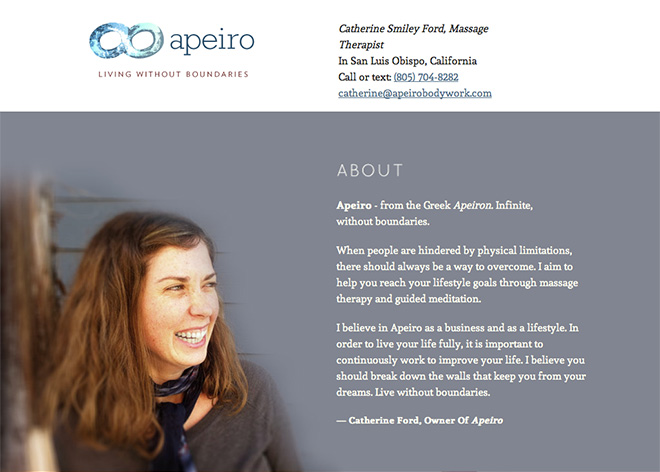 apeiro
LIVING WITHOUT BOUNDARIES
Catherine Smiley Ford, Massage
Therapist
In San Luis Obispo, California
Call or text: (805) 704-8282
catherine@apeirobodywork.com
ABOUT
Apeiro - from the Greek Apeiron. Infinite,
without boundaries.
When people are hindered by physical limitations,
there should always be a way to overcome. I aim to
help you reach your lifestyle goals through massage
therapy and guided meditation.
I believe in Apeiro as a business and as a lifestyle. In
order to live your life fully, it is important to
continuously work to improve your life. I believe you
should break down the walls that keep you from your
dreams. Live without boundaries.
— Catherine Ford, Owner Of Apeiro